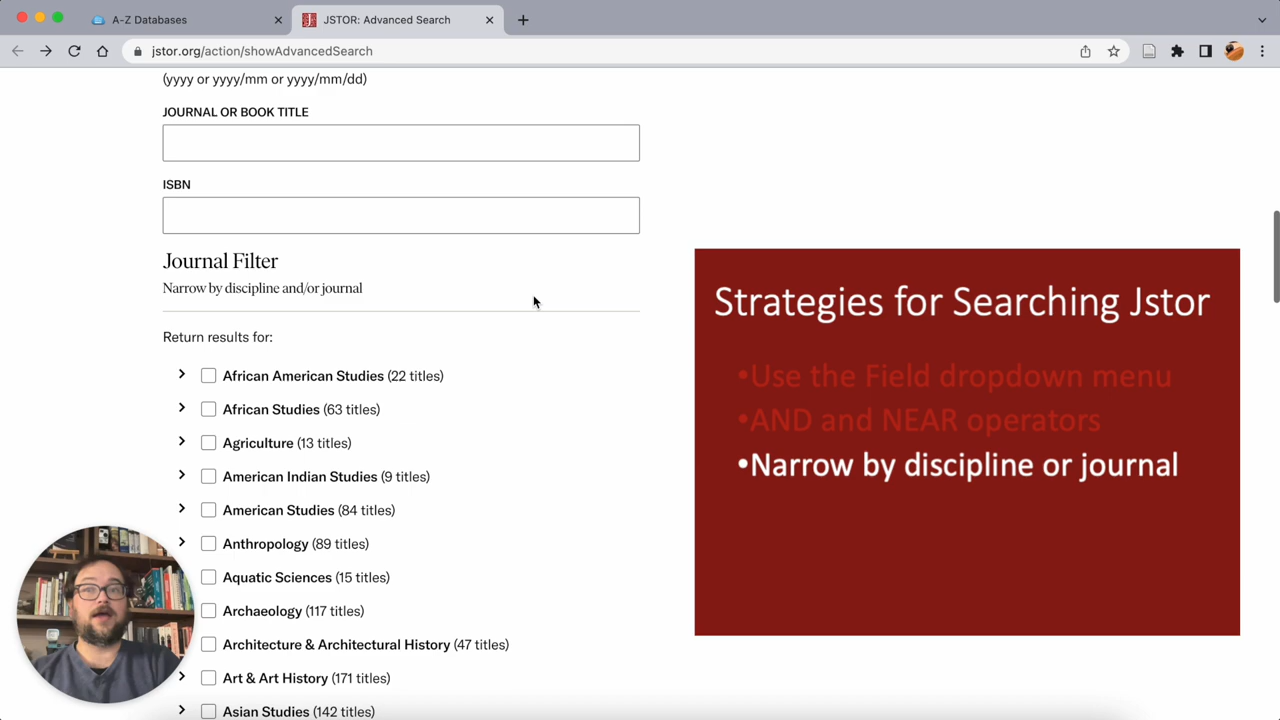 A-Z Databases
JSTOR: Advanced Search
jstor.org/action/showAdvancedSearch
(yyyy or yyyy/mm or yyyy/mm/dd)
JOURNAL OR BOOK TITLE
ISBN
Journal Filter
Narrow by discipline and/or journal
Return results for:
African American Studies (22 titles)
African Studies (63 titles)
Agriculture (13 titles)
American Indian Studies (9 titles)
American Studies (84 titles)
Anthropology (89 titles)
Aquatic Sciences (15 titles)
Archaeology (117 titles)
Architecture & Architectural History (47 titles)
Art & Art History (171 titles)
Asian Studies (142 titles)
Strategies for Searching Jstor
•Use the Field dropdown menu
•AND and NEAR operators
•Narrow by discipline or journal